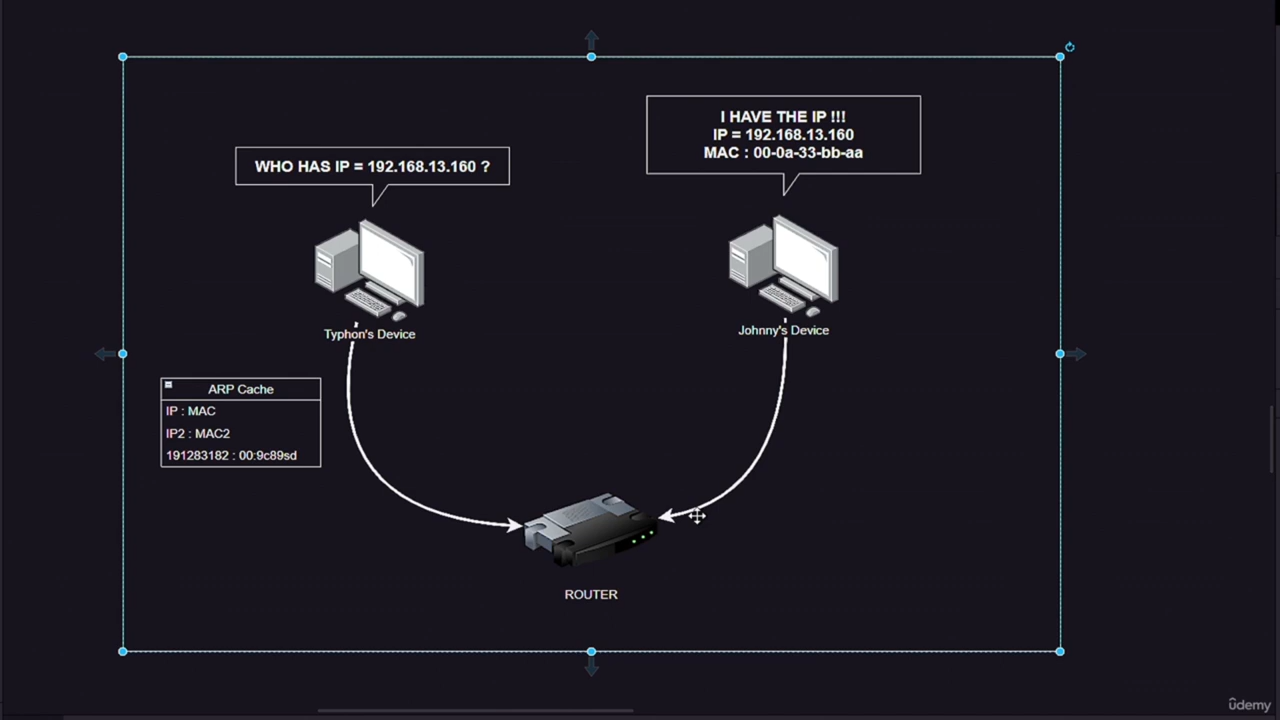 WHO HAS IP = 192.168.13.160 ?
I HAVE THE IP !!!
IP = 192.168.13.160
MAC : 00-0a-33-bb-aa
Typhon's Device
Johnny's Device
ARP Cache
IP : MAC
IP2 : MAC2
191283182 : 00:9c89sd
ROUTER
ûdemy